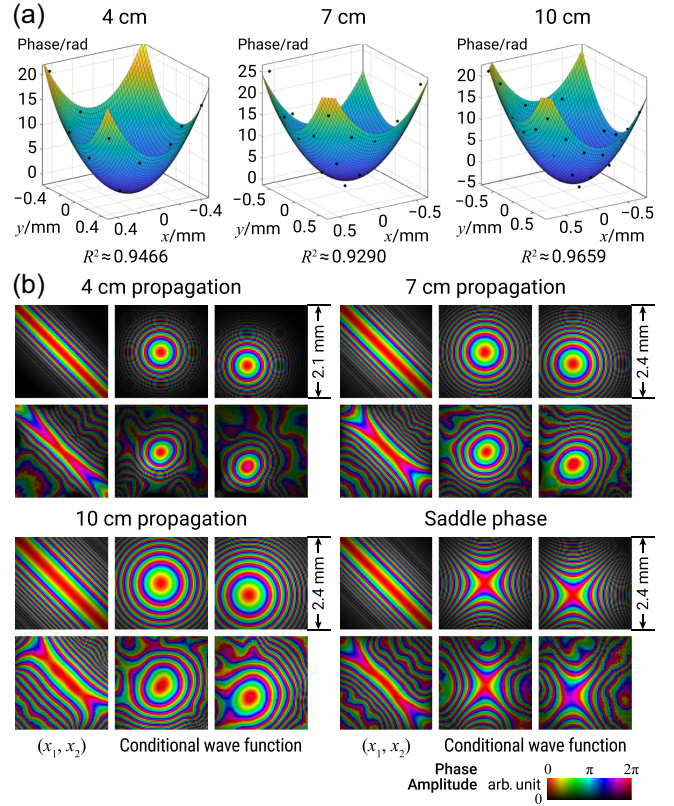 (a)
4 cm 7 cm 10 cm
Phase/rad Phase/rad Phase/rad
20 15 10 5 0
25 20 15 10 5 0
20 15 10 5 0 −5
−0.4 0 0.4 0.4 0 −0.4
−0.5 0 0.5 0.5 0 −0.5
−0.5 0 0.5 0.5 0 −0.5
y/mm x/mm y/mm x/mm y/mm x/mm
R² ≈ 0.9466 R² ≈ 0.9290 R² ≈ 0.9659
(b)
4 cm propagation 7 cm propagation
2.1 mm 2.4 mm
10 cm propagation Saddle phase
2.4 mm 2.4 mm
(x₁, x₂) Conditional wave function (x₁, x₂) Conditional wave function
Phase 0 π 2π
Amplitude arb. unit
0